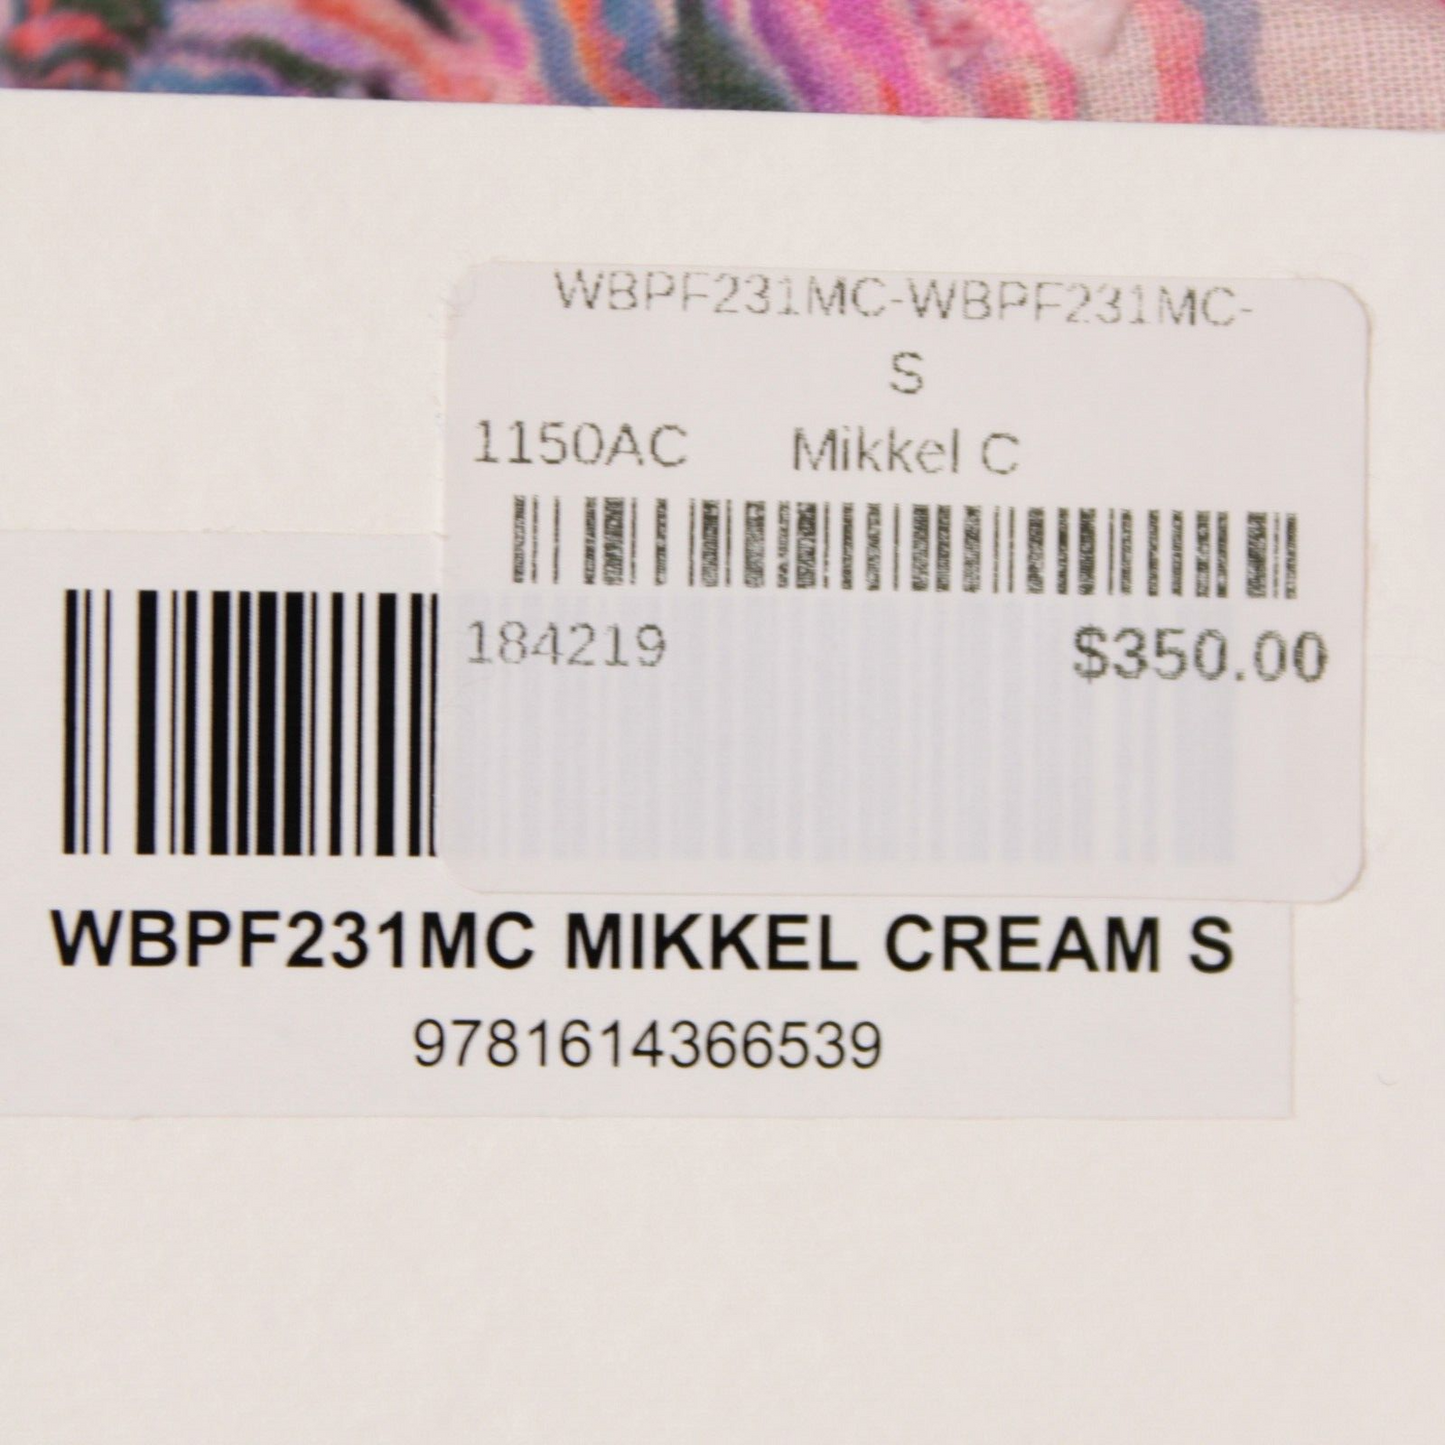 WBPF231MC-WBPF231MC-
S
1150AC Mikkel C
184219 $350.00
WBPF231MC MIKKEL CREAM S
9781614366539